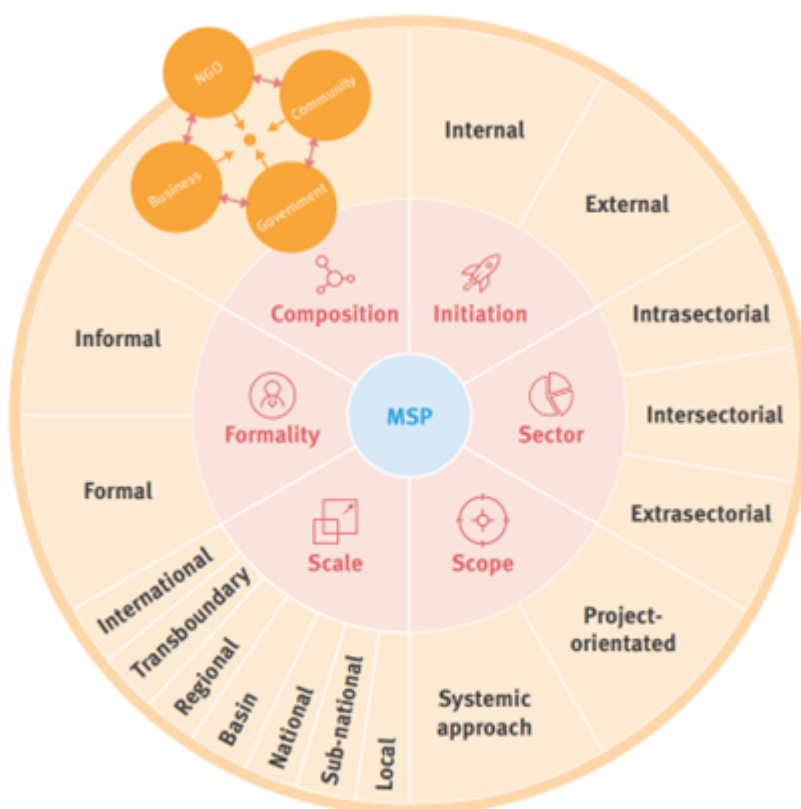 NGO
Community
Business
Government
Internal
External
Composition
Initiation
Informal
Intrasectorial
Formality
MSP
Sector
Intersectorial
Formal
Extrasectorial
Scale
Scope
International
Transboundary
Regional
Basin
National
Sub-national
Local
Systemic
approach
Project-
orientated